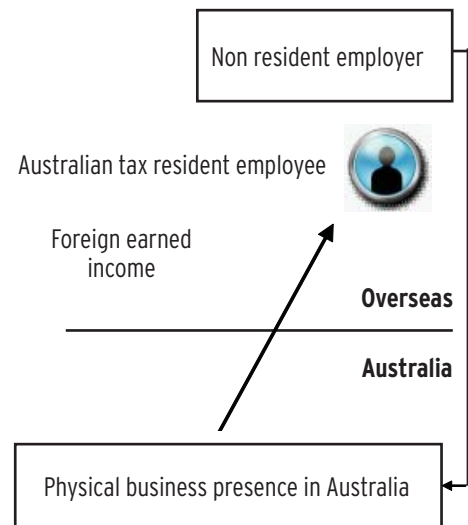 Non resident employer
Australian tax resident employee
Foreign earned
income
Overseas
Australia
Physical business presence in Australia